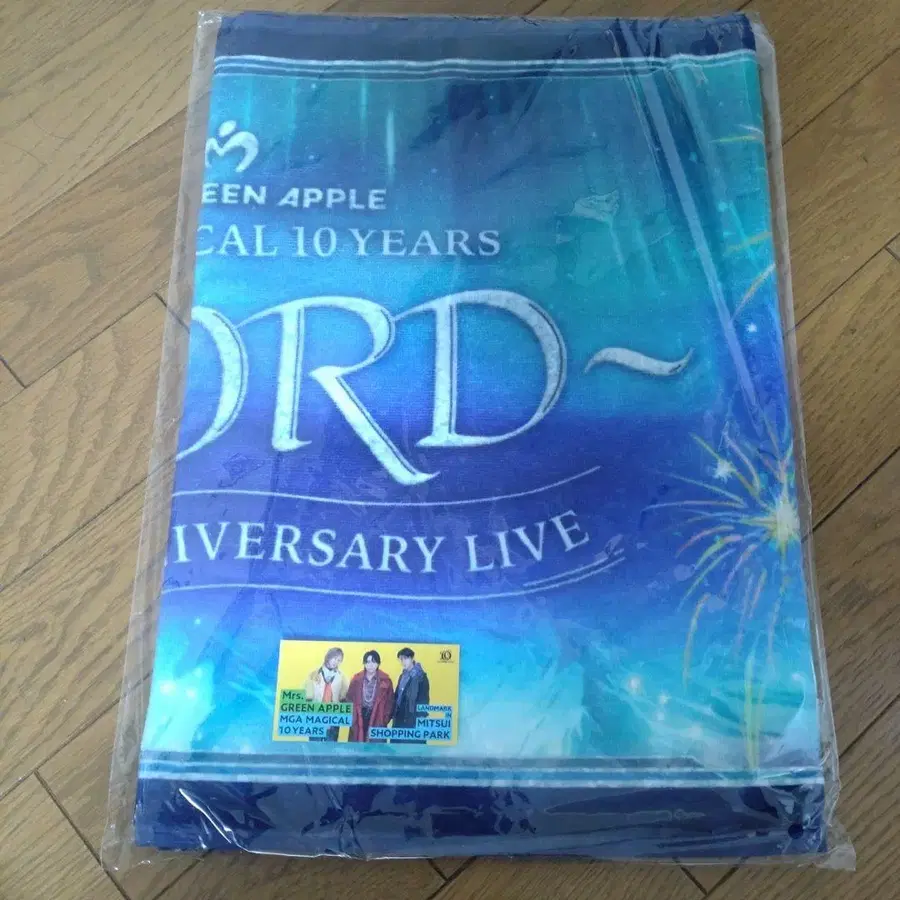 EEN APPLE
CAL 10 YEARS
ORD~
IVERSARY LIVE
10
Mrs.
GREEN APPLE
MGA MAGICAL
10 YEARS
LANDMARK
IN
MITSUI
SHOPPING PARK